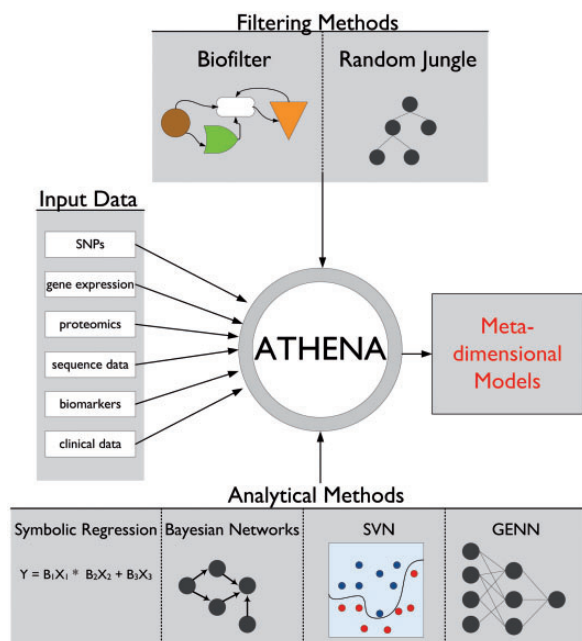 Filtering Methods
Biofilter
Random Jungle
Input Data
SNPs
gene expression
proteomics
sequence data
biomarkers
clinical data
ATHENA
Meta-
dimensional
Models
Analytical Methods
Symbolic Regression
Y = B₁X₁ * B₂X₂ + B₃X₃
Bayesian Networks
SVN
GENN